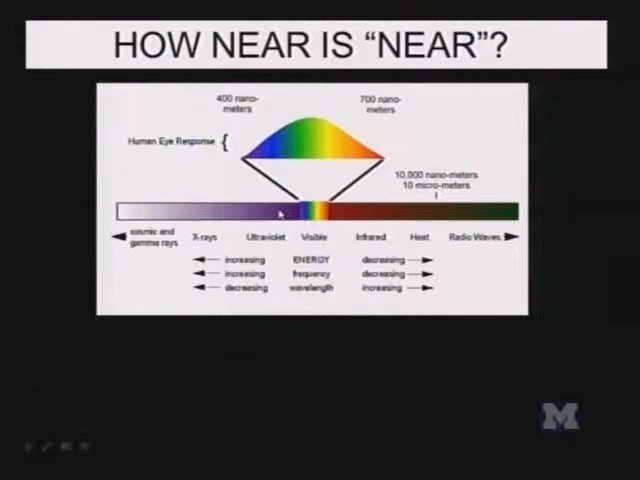 HOW NEAR IS “NEAR”?
400 nano-
meters
700 nano-
meters
Human Eye Response {
10,000 nano-meters
10 micro-meters
cosmic and
gamma rays
X-rays
Ultraviolet
Visible
Infrared
Heat
Radio Waves
increasing ENERGY decreasing
increasing frequency decreasing
decreasing wavelength increasing
M